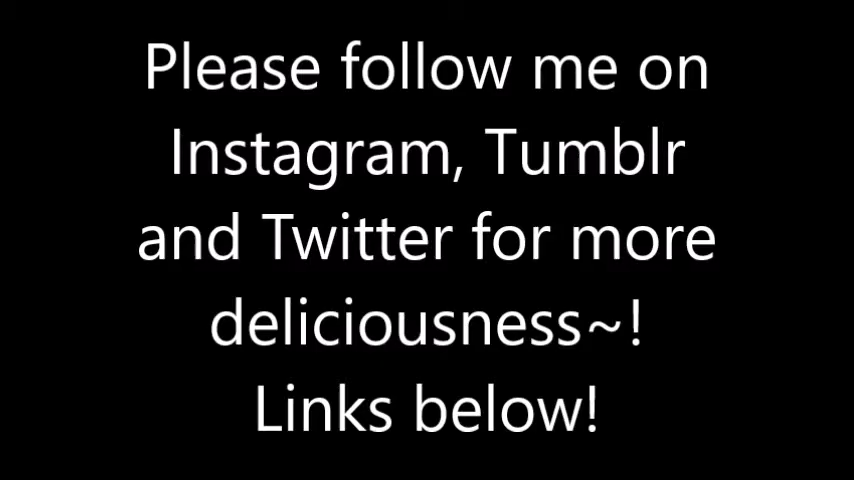 Please follow me on
Instagram, Tumblr
and Twitter for more
deliciousness~!
Links below!